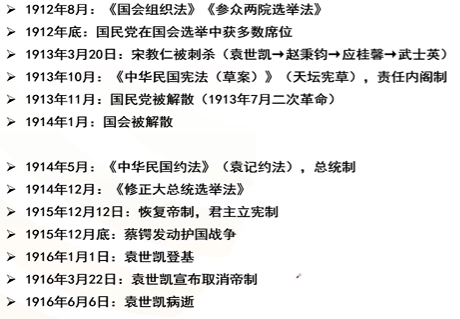 ➢ 1912年8月：《国会组织法》《参众两院选举法》
➢ 1912年底：国民党在国会选举中获多数席位
➢ 1913年3月20日：宋教仁被刺杀（袁世凯→赵秉钧→应桂馨→武士英）
➢ 1913年10月：《中华民国宪法（草案）》（天坛宪草），责任内阁制
➢ 1913年11月：国民党被解散（1913年7月二次革命）
➢ 1914年1月：国会被解散
➢ 1914年5月：《中华民国约法》（袁记约法），总统制
➢ 1914年12月：《修正大总统选举法》
➢ 1915年12月12日：恢复帝制，君主立宪制
➢ 1915年12月底：蔡锷发动护国战争
➢ 1916年1月1日：袁世凯登基
➢ 1916年3月22日：袁世凯宣布取消帝制
➢ 1916年6月6日：袁世凯病逝